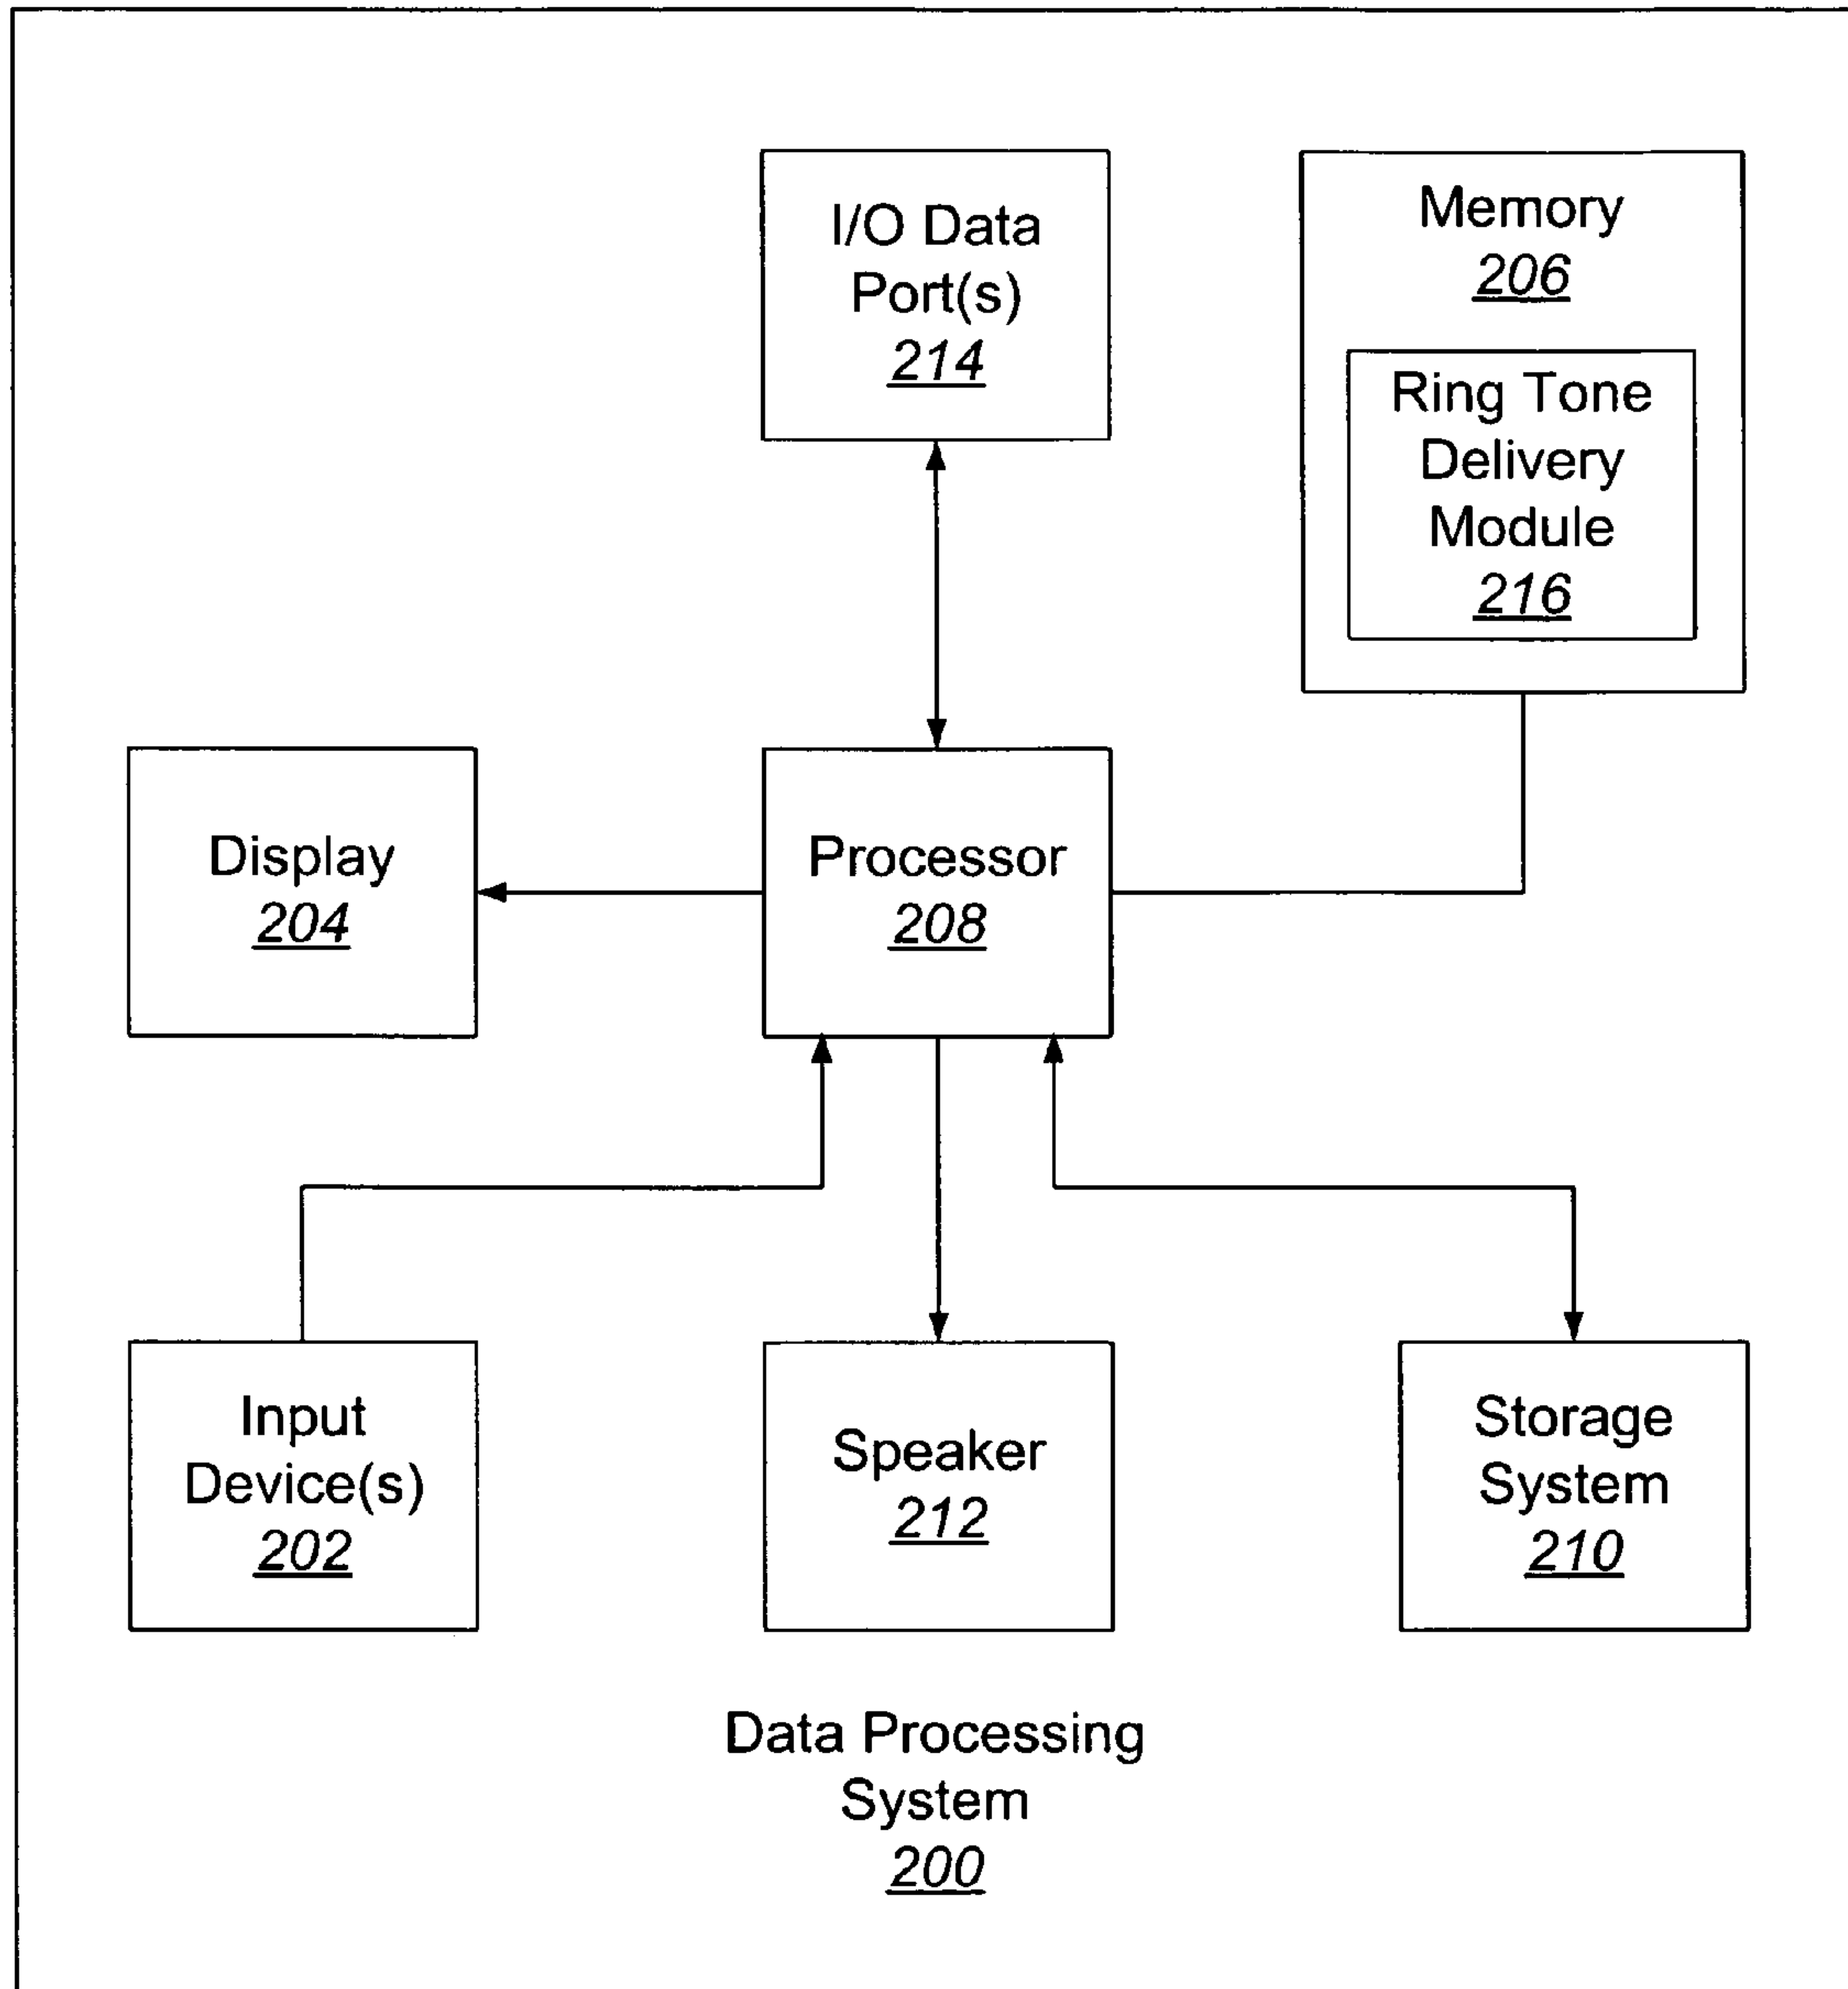 I/O Data
Port(s)
214
Memory
206
Ring Tone
Delivery
Module
216
Display
204
Processor
208
Input
Device(s)
202
Speaker
212
Storage
System
210
Data Processing
System
200